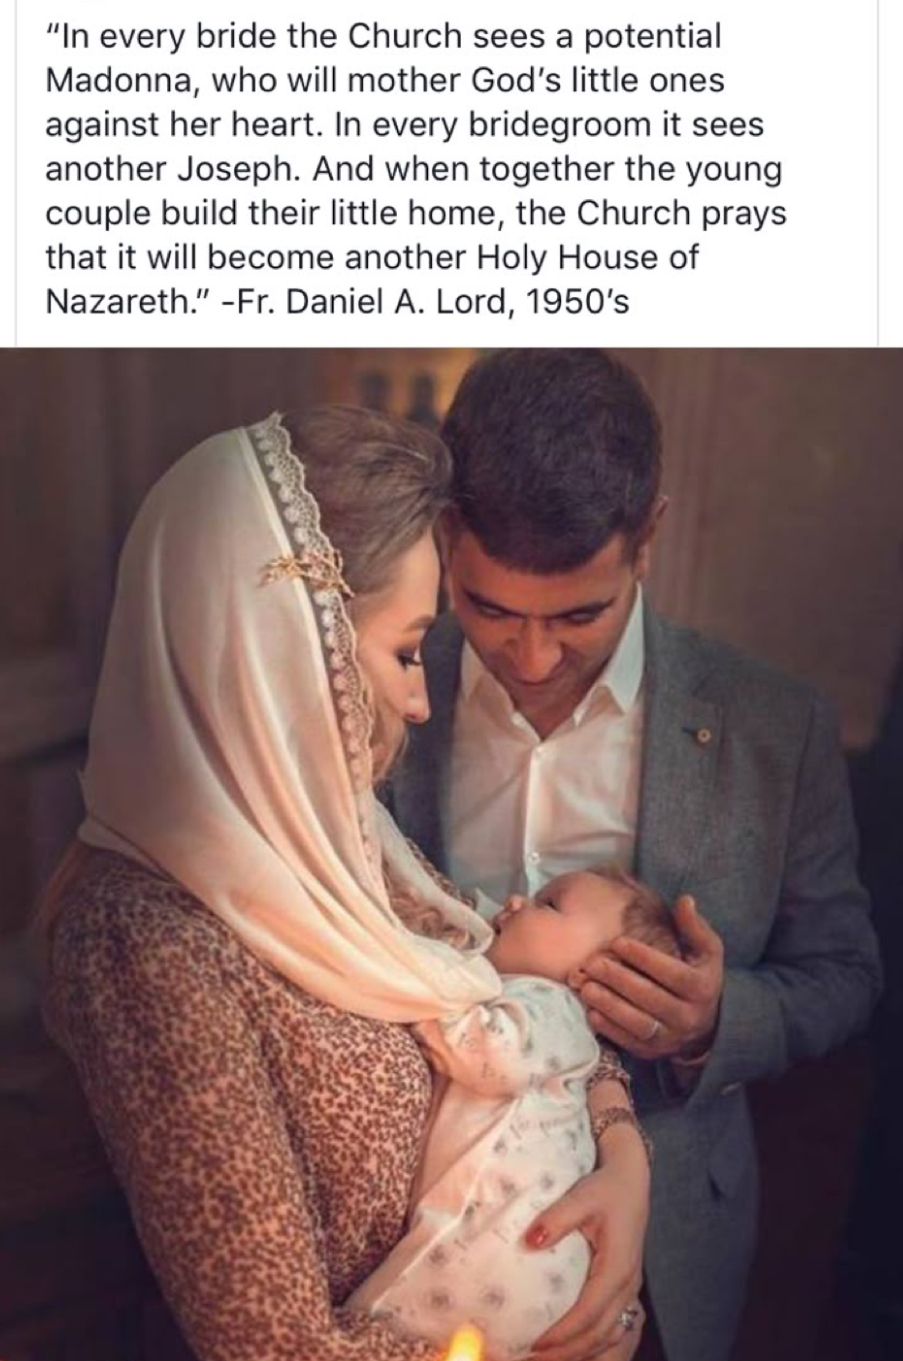 “In every bride the Church sees a potential
Madonna, who will mother God’s little ones
against her heart. In every bridegroom it sees
another Joseph. And when together the young
couple build their little home, the Church prays
that it will become another Holy House of
Nazareth.” -Fr. Daniel A. Lord, 1950’s